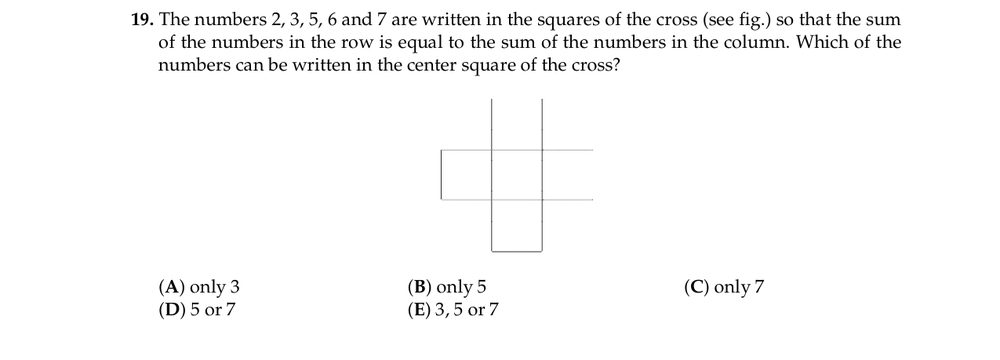 19. The numbers 2, 3, 5, 6 and 7 are written in the squares of the cross (see fig.) so that the sum
of the numbers in the row is equal to the sum of the numbers in the column. Which of the
numbers can be written in the center square of the cross?
(A) only 3 (B) only 5 (C) only 7
(D) 5 or 7 (E) 3, 5 or 7